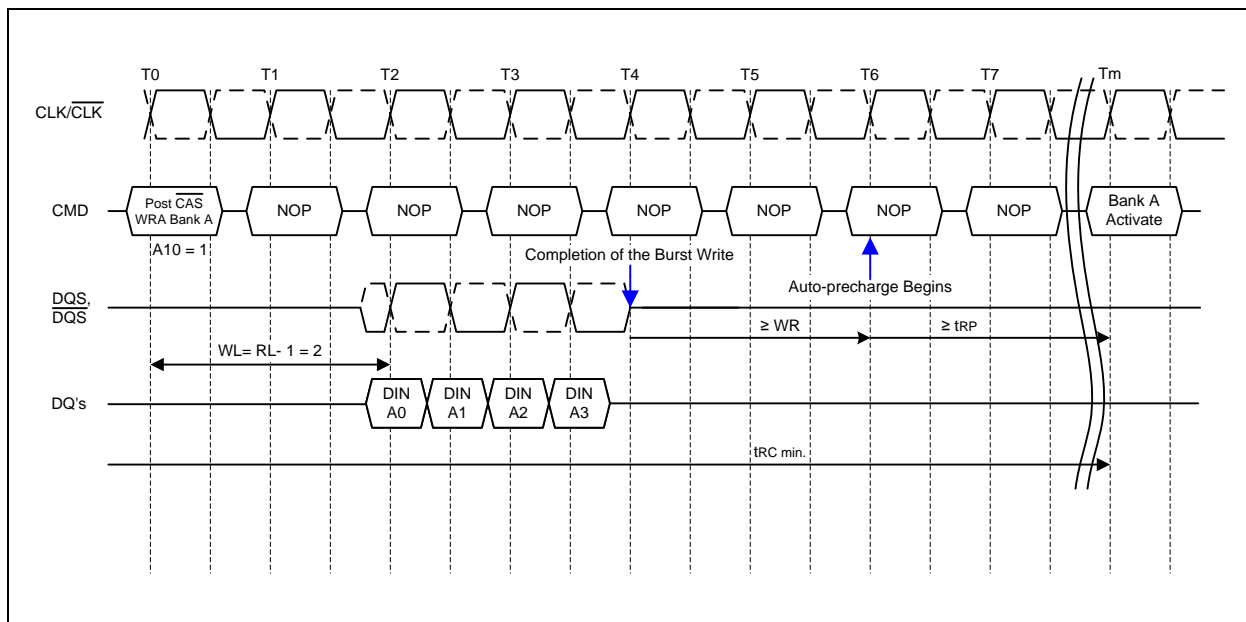 T0 T1 T2 T3 T4 T5 T6 T7 Tm
CLK/CLK
CMD
Post CAS
WRA Bank A
NOP NOP NOP NOP NOP NOP NOP
Bank A
Activate
A10 = 1
Completion of the Burst Write
Auto-precharge Begins
DQS,
DQS
≥ WR
≥ tRP
WL= RL- 1 = 2
DQ's
DIN
A0
DIN
A1
DIN
A2
DIN
A3
tRC min.